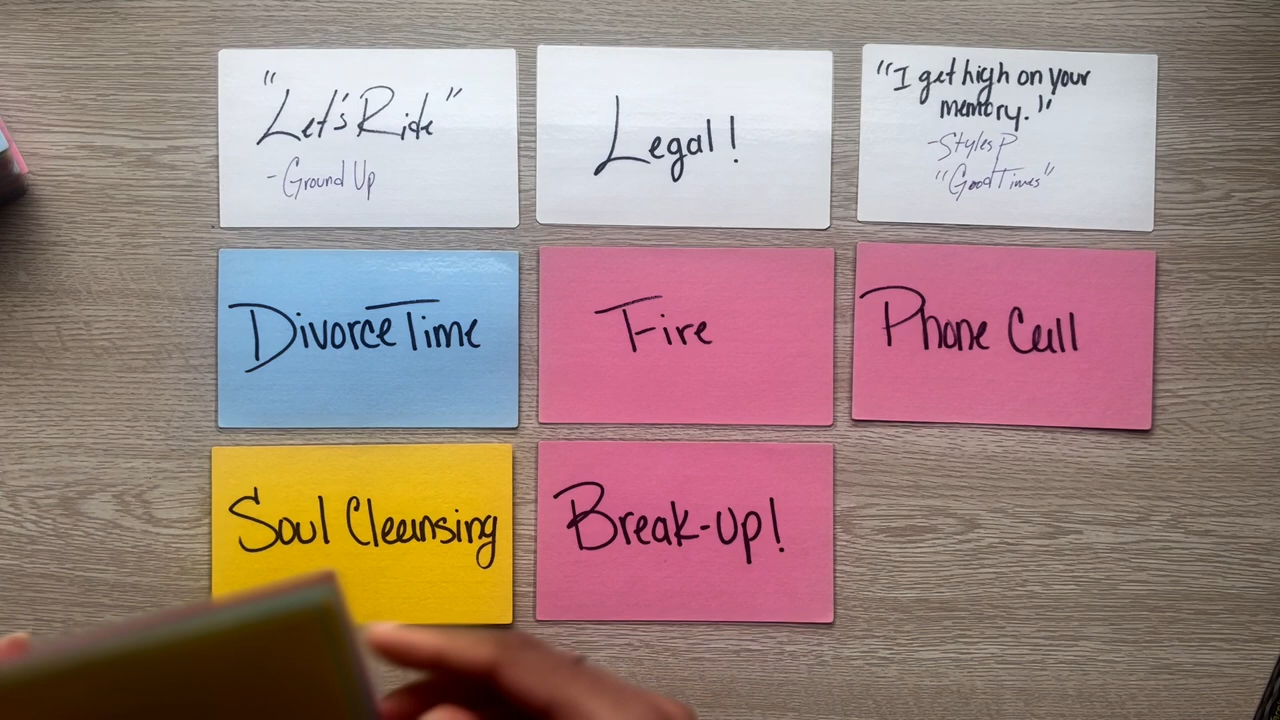 "Let's Ride"
-Ground Up
Legal!
"I get high on your
memory."
-Styles P
"Good Times"
Divorce Time
Fire
Phone Call
Soul Cleansing
Break-up!